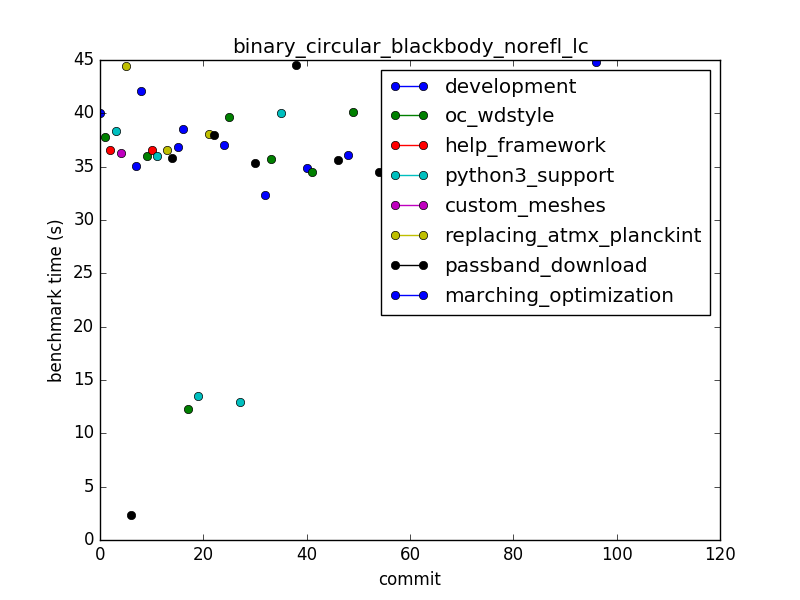 binary_circular_blackbody_norefl_lc
benchmark time (s)
45
40
35
30
25
20
15
10
5
0
development
oc_wdstyle
help_framework
python3_support
custom_meshes
replacing_atmx_planckint
passband_download
marching_optimization
0 20 40 60 80 100 120
commit